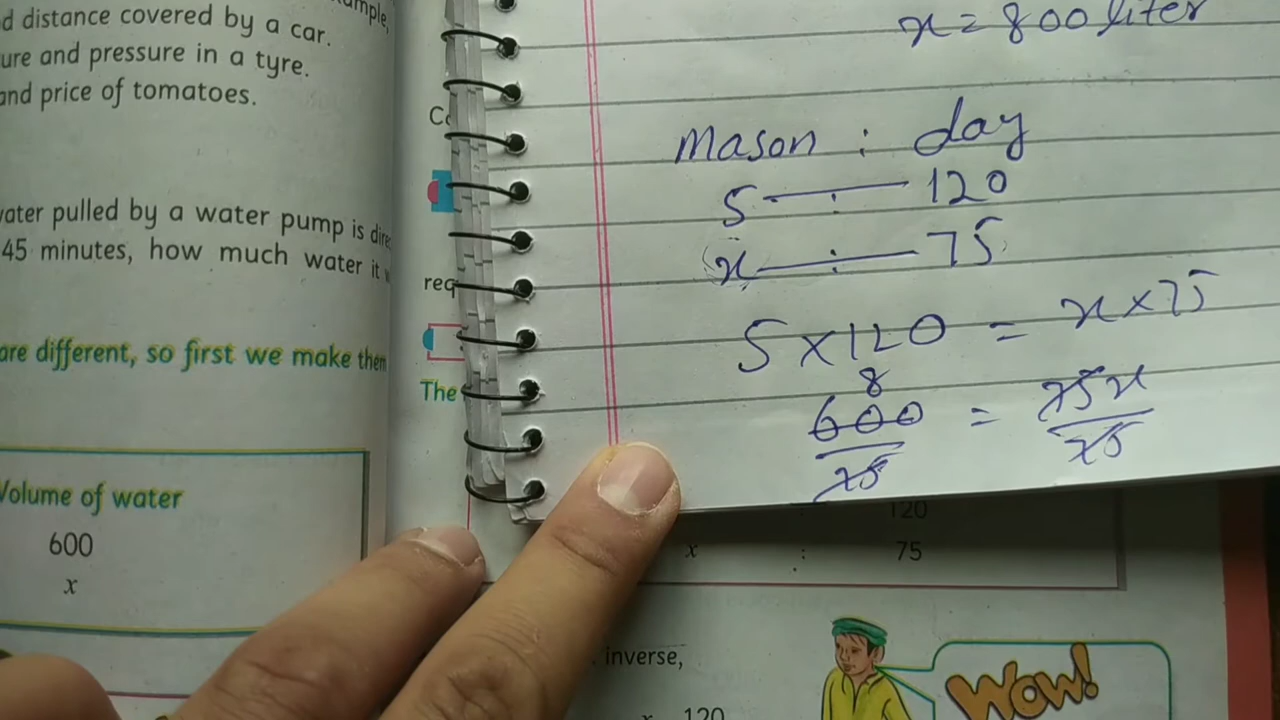 d distance covered by a car.
ure and pressure in a tyre.
and price of tomatoes.
water pulled by a water pump is
45 minutes, how much water it
are different, so first we make them
Volume of water
600
x
req
The
x = 800 liter
Mason : day
5 : 120
x : 75
5 x 120 = x x 75
8
600 = 75x
75 75
120
x : 75
inverse,
x 120
Wow!